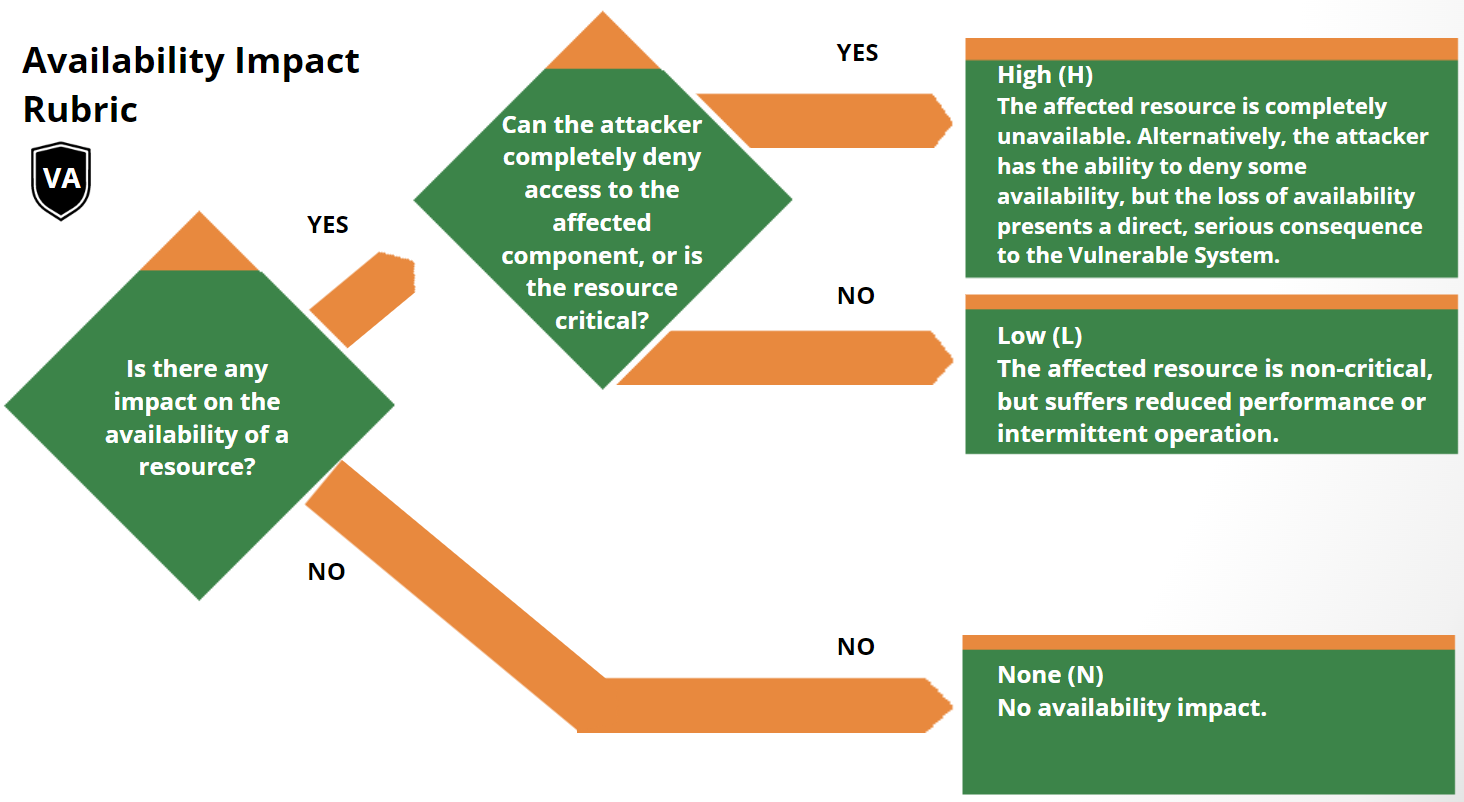 Availability Impact
Rubric
VA
Is there any
impact on the
availability of a
resource?
YES
NO
Can the attacker
completely deny
access to the
affected
component, or is
the resource
critical?
YES
NO
NO
High (H)
The affected resource is completely
unavailable. Alternatively, the attacker
has the ability to deny some
availability, but the loss of availability
presents a direct, serious consequence
to the Vulnerable System.
Low (L)
The affected resource is non-critical,
but suffers reduced performance or
intermittent operation.
None (N)
No availability impact.